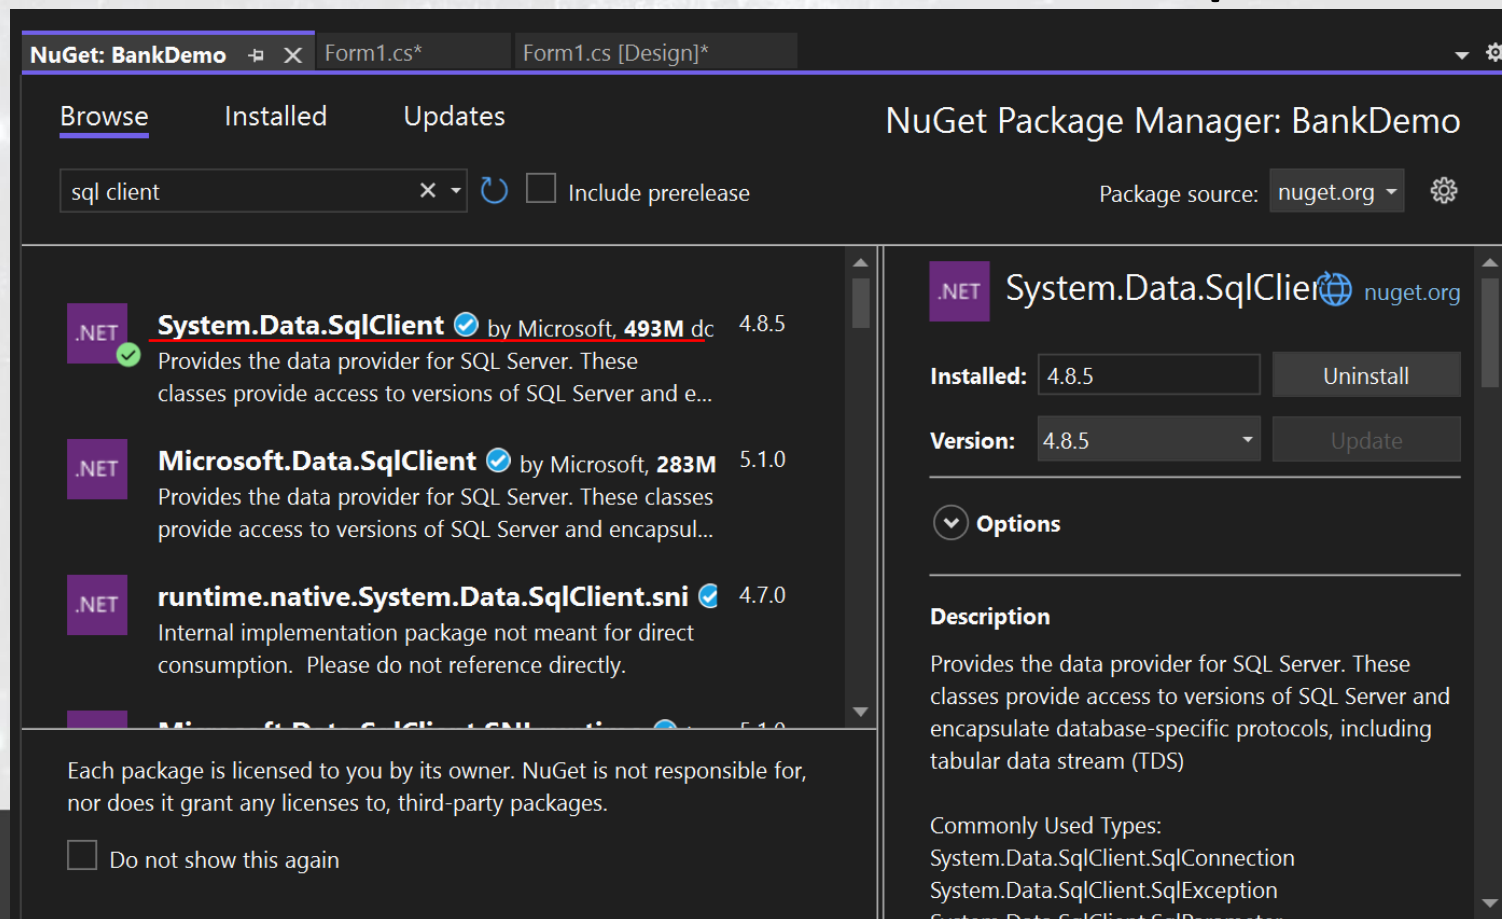 NuGet: BankDemo
Form1.cs*
Form1.cs [Design]*
Browse Installed Updates
NuGet Package Manager: BankDemo
sql client
Include prerelease
Package source: nuget.org
.NET
System.Data.SqlClient by Microsoft, 493M dc 4.8.5
Provides the data provider for SQL Server. These
classes provide access to versions of SQL Server and e...
.NET
Microsoft.Data.SqlClient by Microsoft, 283M 5.1.0
Provides the data provider for SQL Server. These classes
provide access to versions of SQL Server and encapsul...
.NET
runtime.native.System.Data.SqlClient.sni 4.7.0
Internal implementation package not meant for direct
consumption. Please do not reference directly.
Each package is licensed to you by its owner. NuGet is not responsible for,
nor does it grant any licenses to, third-party packages.
Do not show this again
.NET
System.Data.SqlClier nuget.org
Installed: 4.8.5 Uninstall
Version: 4.8.5 Update
Options
Description
Provides the data provider for SQL Server. These
classes provide access to versions of SQL Server and
encapsulate database-specific protocols, including
tabular data stream (TDS)
Commonly Used Types:
System.Data.SqlClient.SqlConnection
System.Data.SqlClient.SqlException